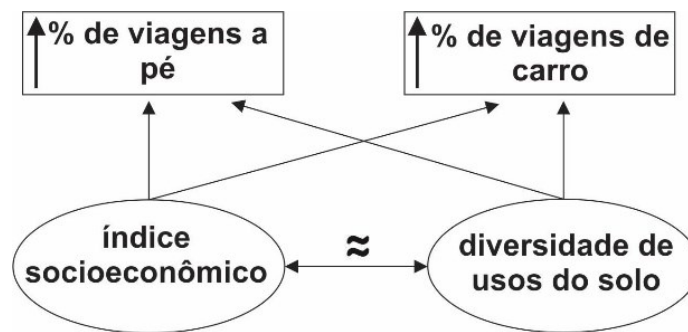 % de viagens a
pé
% de viagens de
carro
índice
socioeconômico
≈
diversidade de
usos do solo